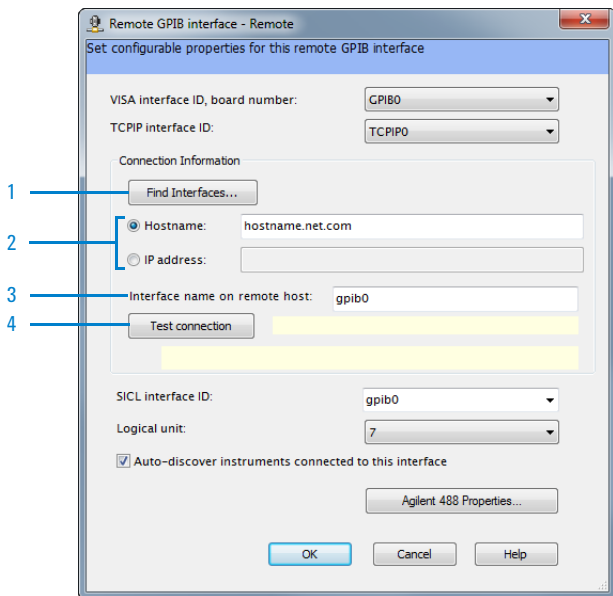 Remote GPIB interface - Remote
Set configurable properties for this remote GPIB interface
VISA interface ID, board number: GPIB0
TCPIP interface ID: TCPIP0
Connection Information
1 Find Interfaces...
2 Hostname: hostname.net.com
IP address:
3 Interface name on remote host: gpib0
4 Test connection
SICL interface ID: gpib0
Logical unit: 7
Auto-discover instruments connected to this interface
Agilent 488 Properties...
OK Cancel Help